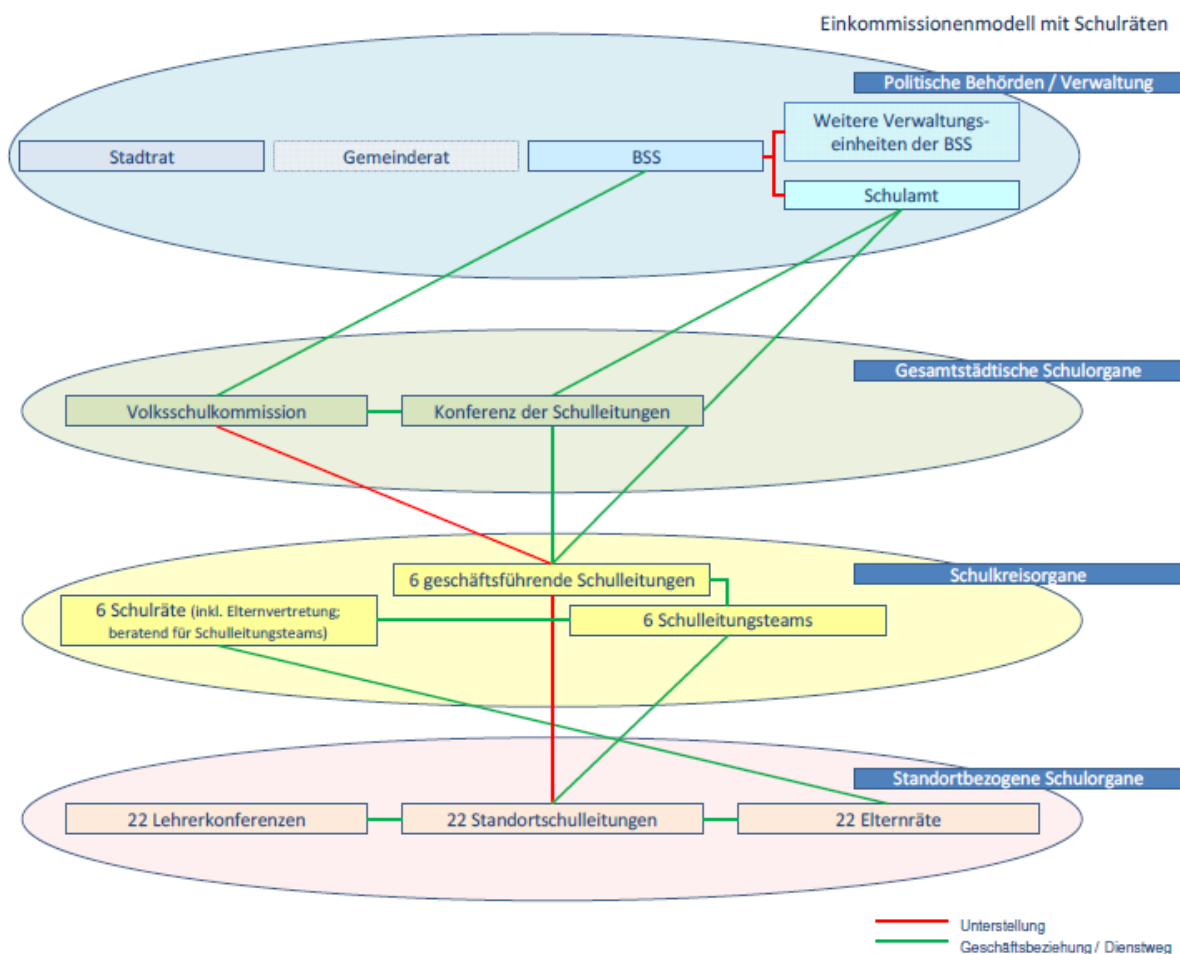 Einkommissionenmodell mit Schulräten
Politische Behörden / Verwaltung
Weitere Verwaltungs-
einheiten der BSS
Stadtrat
Gemeinderat
BSS
Schulamt
Gesamtstädtische Schulorgane
Volksschulkommission
Konferenz der Schulleitungen
Schulkreisorgane
6 geschäftsführende Schulleitungen
6 Schulräte (inkl. Elternvertretung;
beratend für Schulleitungsteams)
6 Schulleitungsteams
Standortbezogene Schulorgane
22 Lehrerkonferenzen
22 Standortschulleitungen
22 Elternräte
Unterstellung
Geschäftsbeziehung / Dienstweg